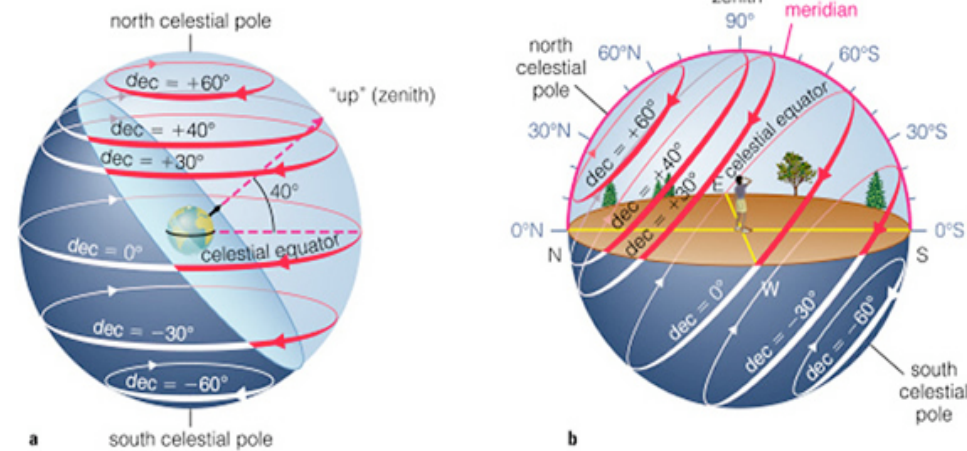 north celestial pole
dec = +60°
"up" (zenith)
dec = +40°
dec = +30°
40°
dec = 0°
celestial equator
dec = −30°
dec = −60°
south celestial pole
a
zenith
meridian
90°
north
celestial
pole
60°N
60°S
30°N
30°S
dec = +60°
dec = +40°
dec = +30°
celestial equator
E
0°N
0°S
N
S
W
dec = 0°
dec = −30°
dec = −60°
south
celestial
pole
b